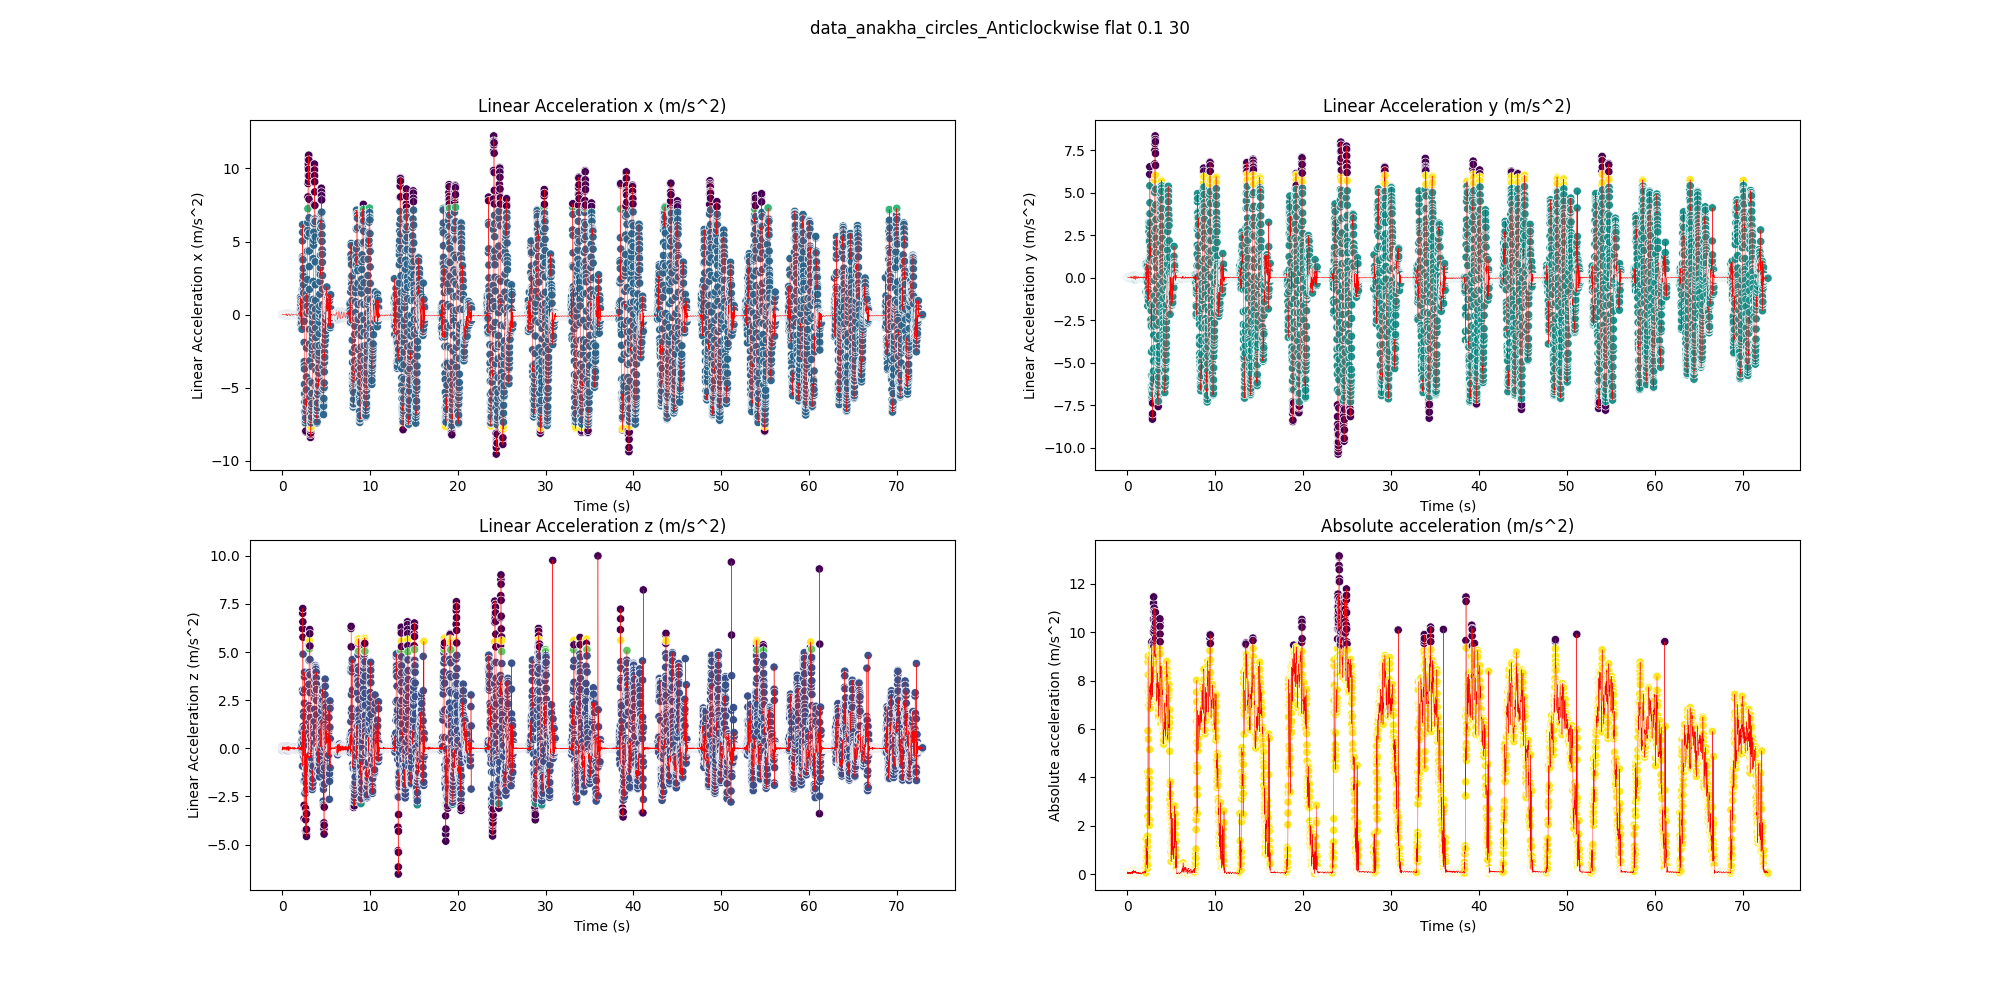 data_anakha_circles_Anticlockwise flat 0.1 30
Linear Acceleration x (m/s^2)
Linear Acceleration x (m/s^2)
10
5
0
−5
−10
0 10 20 30 40 50 60 70
Time (s)
Linear Acceleration y (m/s^2)
Linear Acceleration y (m/s^2)
7.5
5.0
2.5
0.0
−2.5
−5.0
−7.5
−10.0
0 10 20 30 40 50 60 70
Time (s)
Linear Acceleration z (m/s^2)
Linear Acceleration z (m/s^2)
10.0
7.5
5.0
2.5
0.0
−2.5
−5.0
0 10 20 30 40 50 60 70
Time (s)
Absolute acceleration (m/s^2)
Absolute acceleration (m/s^2)
12
10
8
6
4
2
0
0 10 20 30 40 50 60 70
Time (s)